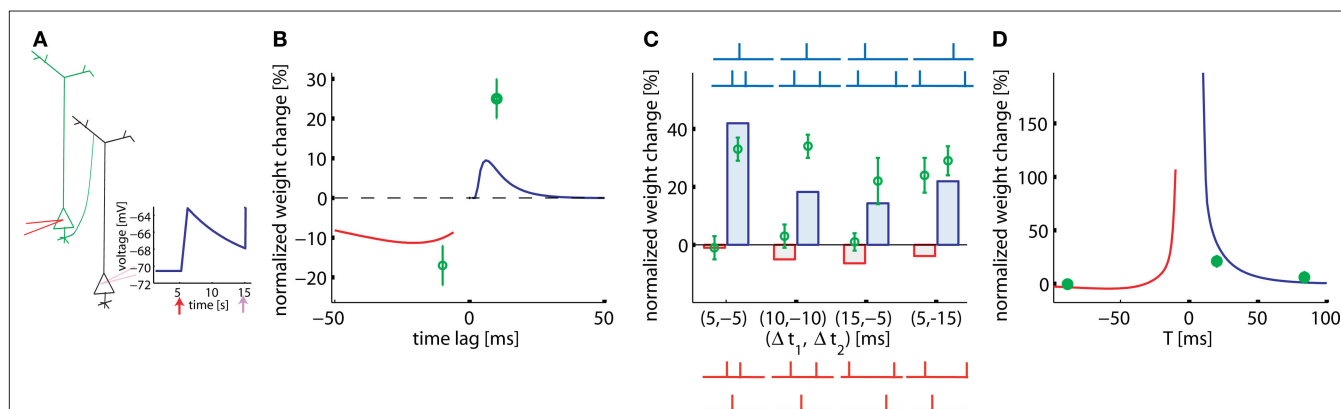 A
voltage [mV]
−64
−66
−68
−70
−72
5
10
15
time [s]
B
normalized weight change [%]
30
20
10
0
−10
−20
−50
0
50
time lag [ms]
C
normalized weight change [%]
40
20
0
(5,−5)
(10,−10)
(15,−5)
(5,-15)
(Δ t1, Δ t2) [ms]
D
normalized weight change [%]
150
100
50
0
−50
0
50
100
T [ms]